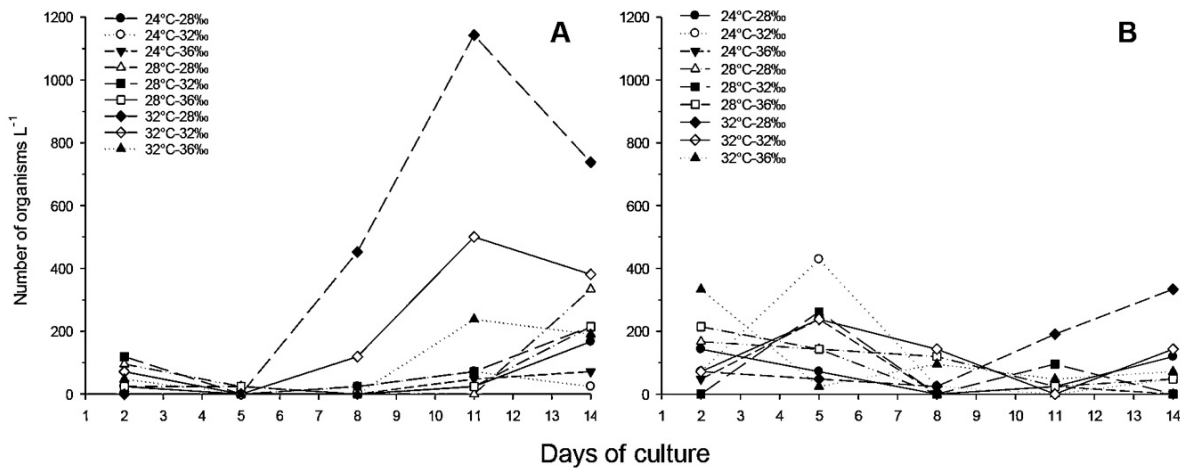 A
1200
1000
800
600
400
200
0
Number of organisms L⁻¹
24°C-28‰
24°C-32‰
24°C-36‰
28°C-28‰
28°C-32‰
28°C-36‰
32°C-28‰
32°C-32‰
32°C-36‰
1 2 3 4 5 6 7 8 9 10 11 12 13 14
B
1200
1000
800
600
400
200
0
24°C-28‰
24°C-32‰
24°C-36‰
28°C-28‰
28°C-32‰
28°C-36‰
32°C-28‰
32°C-32‰
32°C-36‰
1 2 3 4 5 6 7 8 9 10 11 12 13 14
Days of culture